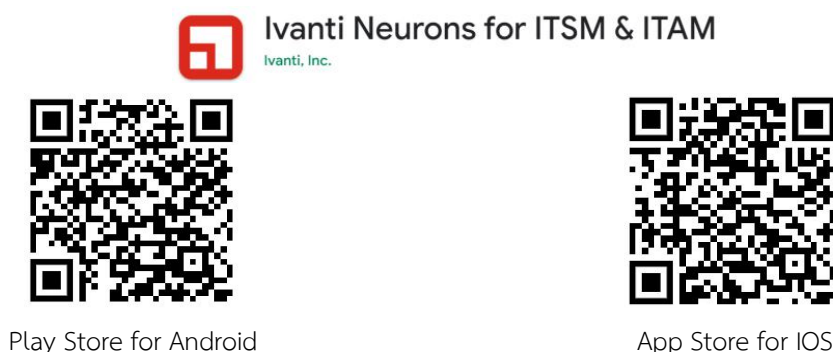 Ivanti Neurons for ITSM & ITAM
Ivanti, Inc.
Play Store for Android
App Store for IOS